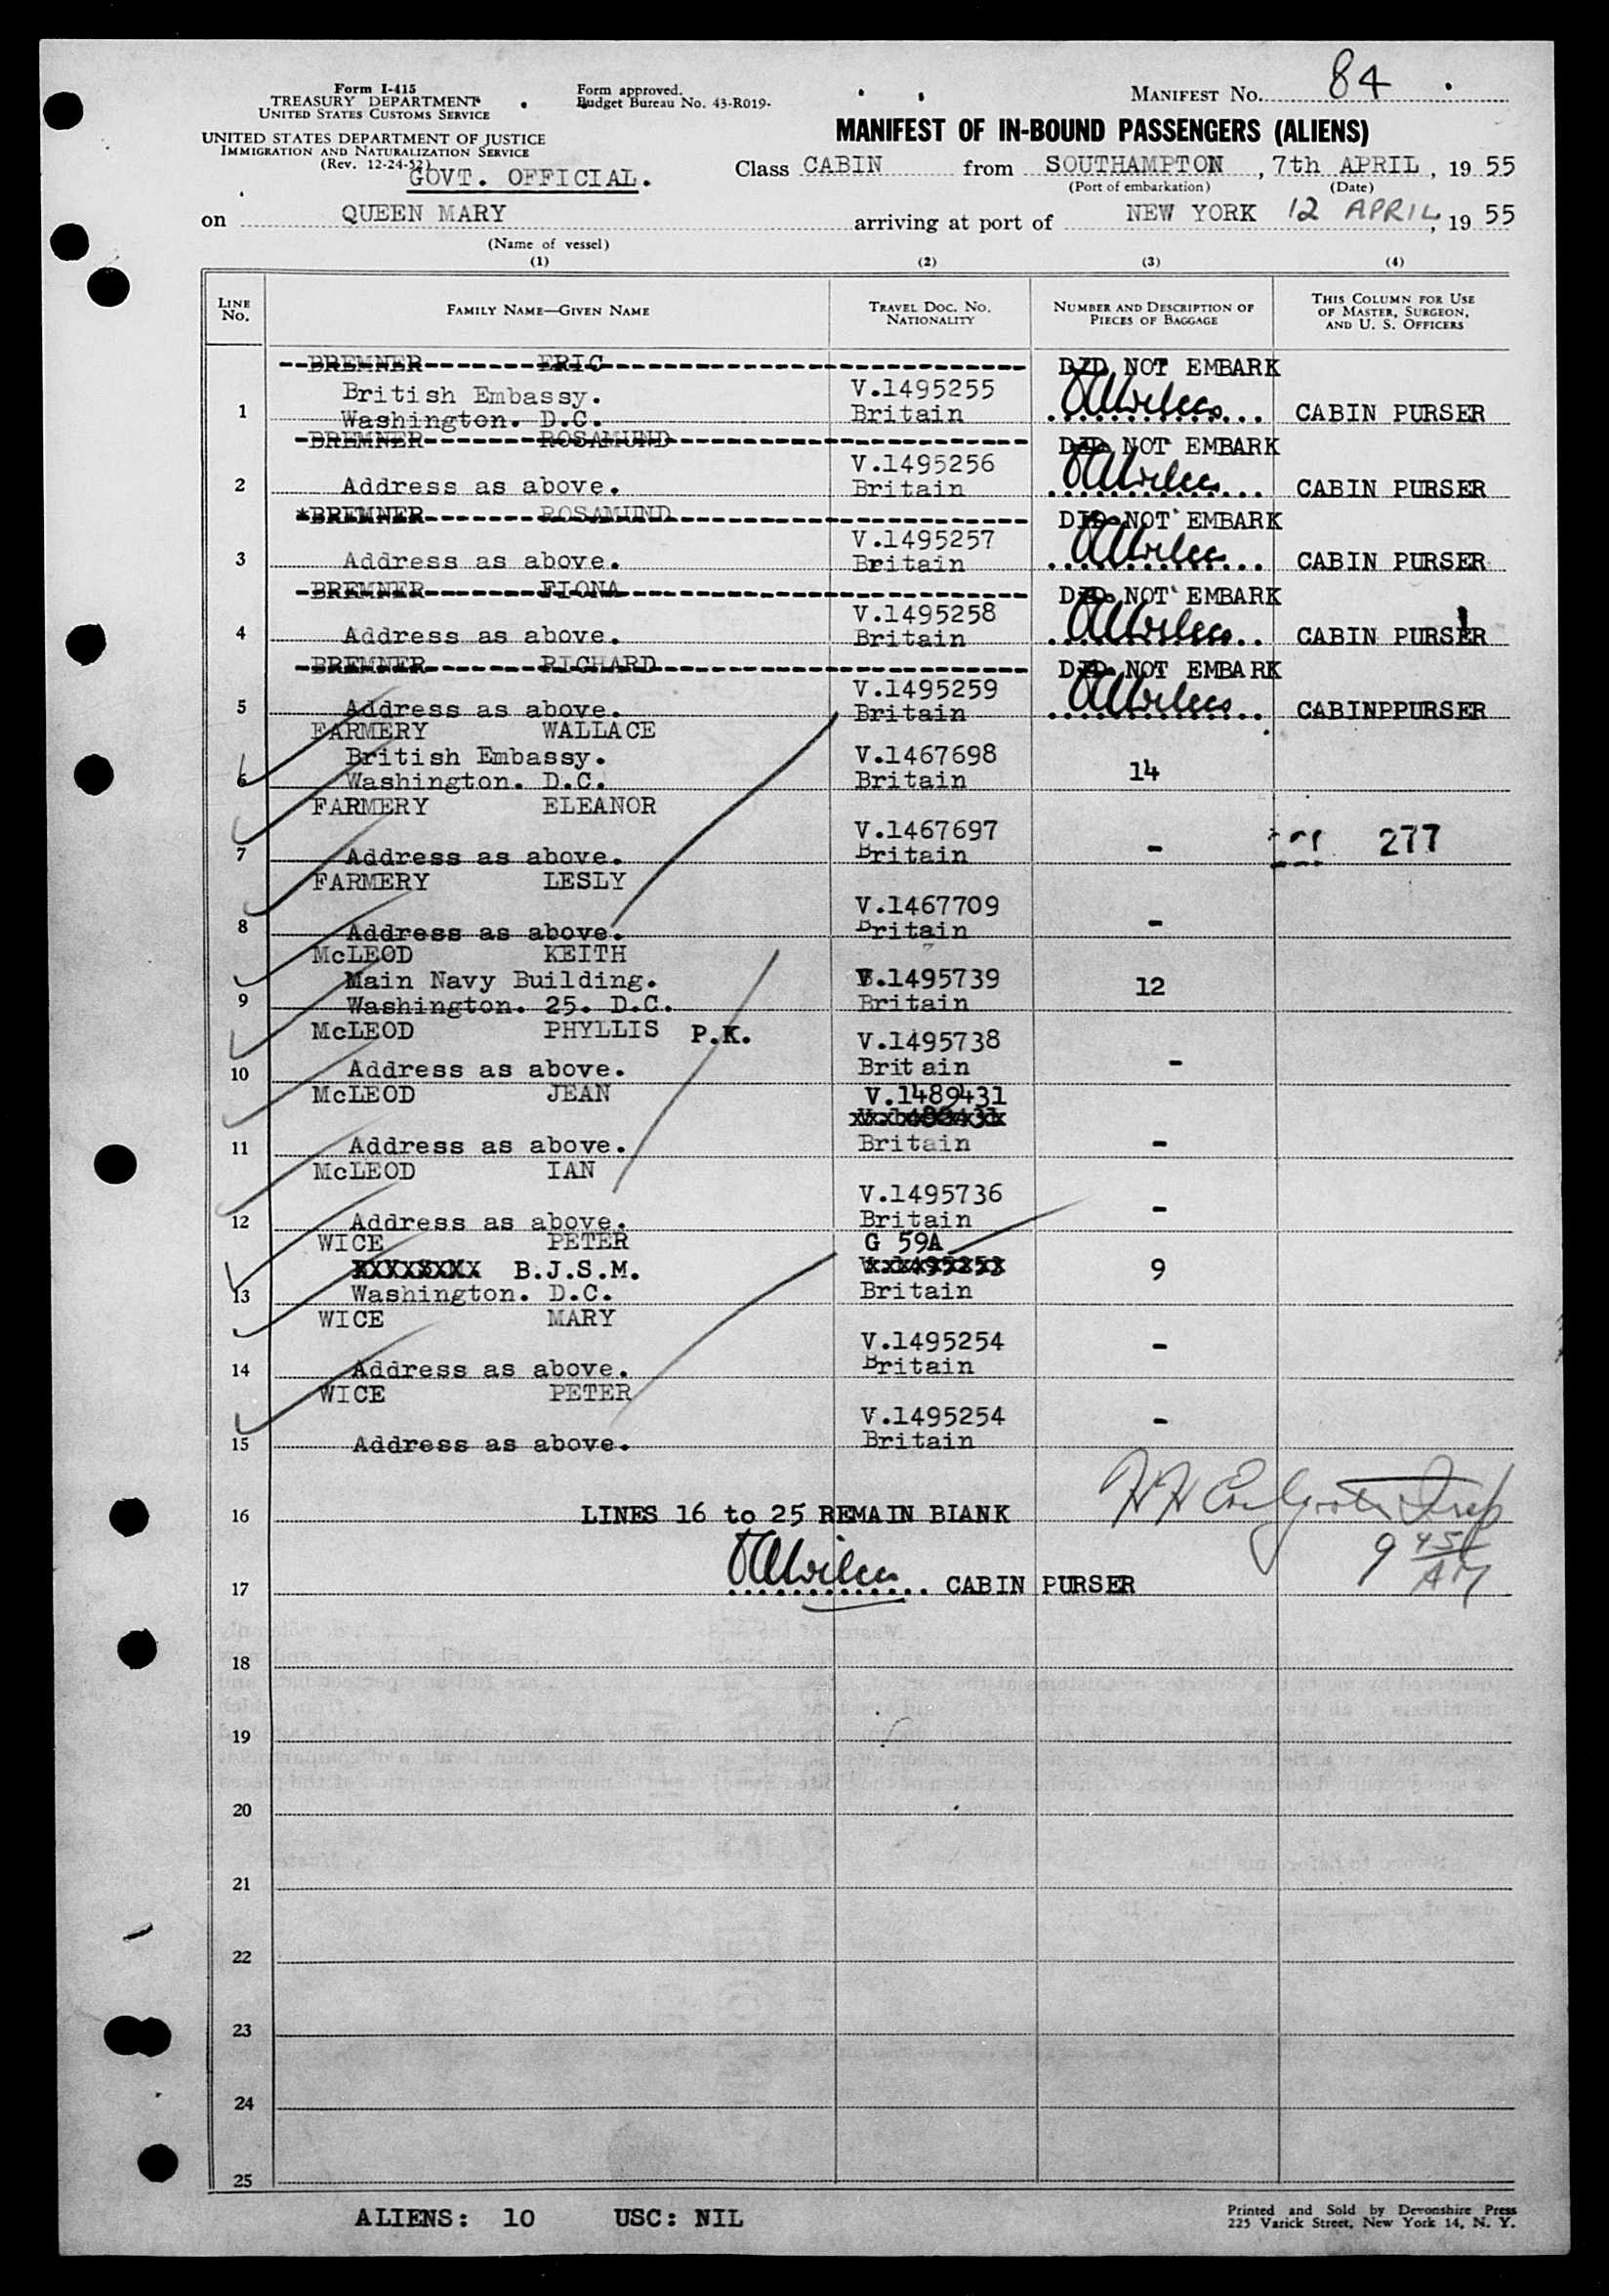 Form I-415
TREASURY DEPARTMENT
UNITED STATES CUSTOMS SERVICE
UNITED STATES DEPARTMENT OF JUSTICE
IMMIGRATION AND NATURALIZATION SERVICE
(Rev. 12-24-52)
GOVT. OFFICIAL.
Form approved.
Budget Bureau No. 43-R019-
MANIFEST NO. 84
MANIFEST OF IN-BOUND PASSENGERS (ALIENS)
Class CABIN from SOUTHAMPTON, 7th APRIL, 19 55
(Port of embarkation) (Date)
on QUEEN MARY arriving at port of NEW YORK 12 APRIL, 19 55
(Name of vessel)
(1) (2) (3) (4)
LINE NO. FAMILY NAME—GIVEN NAME TRAVEL DOC. NO. NATIONALITY NUMBER AND DESCRIPTION OF PIECES OF BAGGAGE THIS COLUMN FOR USE OF MASTER, SURGEON, AND U. S. OFFICERS
BREMNER ERIC DID NOT EMBARK
British Embassy. V.1495255
1 Washington. D.C. Britain CABIN PURSER
BREMNER ROSAMUND DID NOT EMBARK
V.1495256
2 Address as above. Britain CABIN PURSER
*BREMNER ROSAMUND DID NOT EMBARK
V.1495257
3 Address as above. Britain CABIN PURSER
BREMNER FIONA DID NOT EMBARK
V.1495258
4 Address as above. Britain CABIN PURSER
BREMNER RICHARD DID NOT EMBARK
V.1495259
5 Address as above. Britain CABINPPURSER
FARMERY WALLACE
British Embassy. V.1467698 14
6 Washington. D.C. Britain
FARMERY ELEANOR
V.1467697 - 277
7 Address as above. Britain
FARMERY LESLY
V.1467709 -
8 Address as above. Britain
McLEOD KEITH
Main Navy Building. V.1495739 12
9 Washington. 25. D.C. Britain
McLEOD PHYLLIS P.K. V.1495738
10 Address as above. Britain -
McLEOD JEAN V.1489431
11 Address as above. Britain -
McLEOD IAN
V.1495736 -
12 Address as above. Britain
WICE PETER G 59A
B.J.S.M. 9
13 Washington. D.C. Britain
WICE MARY
V.1495254 -
14 Address as above. Britain
WICE PETER
V.1495254 -
15 Address as above. Britain
16 LINES 16 to 25 REMAIN BLANK
9 45 AM
17 CABIN PURSER
18
19
20
21
22
23
24
25
ALIENS: 10 USC: NIL
Printed and Sold by Devonshire Press
225 Varick Street, New York 14, N. Y.